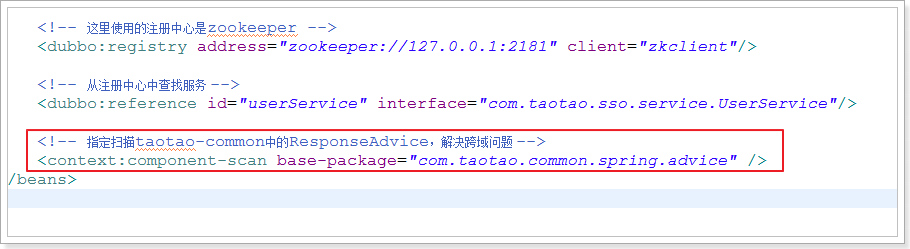 <!-- 这里使用的注册中心是zookeeper -->
<dubbo:registry address="zookeeper://127.0.0.1:2181" client="zkclient"/>
<!-- 从注册中心中查找服务 -->
<dubbo:reference id="userService" interface="com.taotao.sso.service.UserService"/>
<!-- 指定扫描taotao-common中的ResponseAdvice，解决跨域问题 -->
<context:component-scan base-package="com.taotao.common.spring.advice" />
/beans>